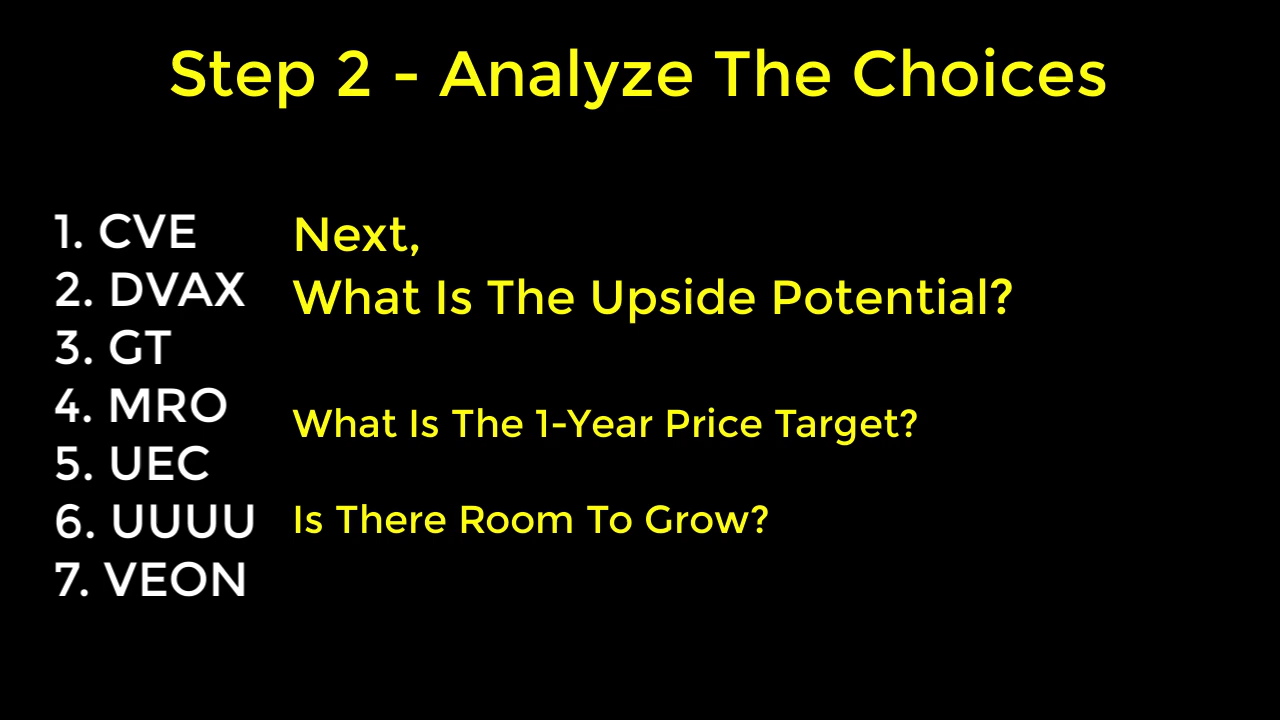 Step 2 - Analyze The Choices
1. CVE
2. DVAX
3. GT
4. MRO
5. UEC
6. UUUU
7. VEON
Next,
What Is The Upside Potential?
What Is The 1-Year Price Target?
Is There Room To Grow?